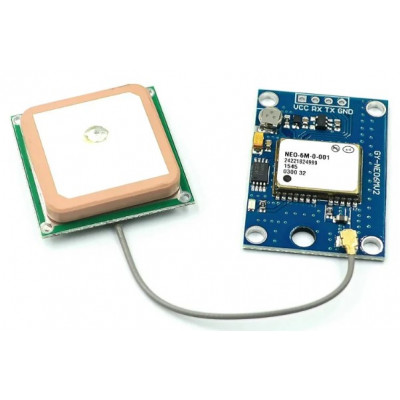 VCC RX TX GND
NEO-6M-0-001
24221024999
1545
0300 32
GY-NEO6MV2